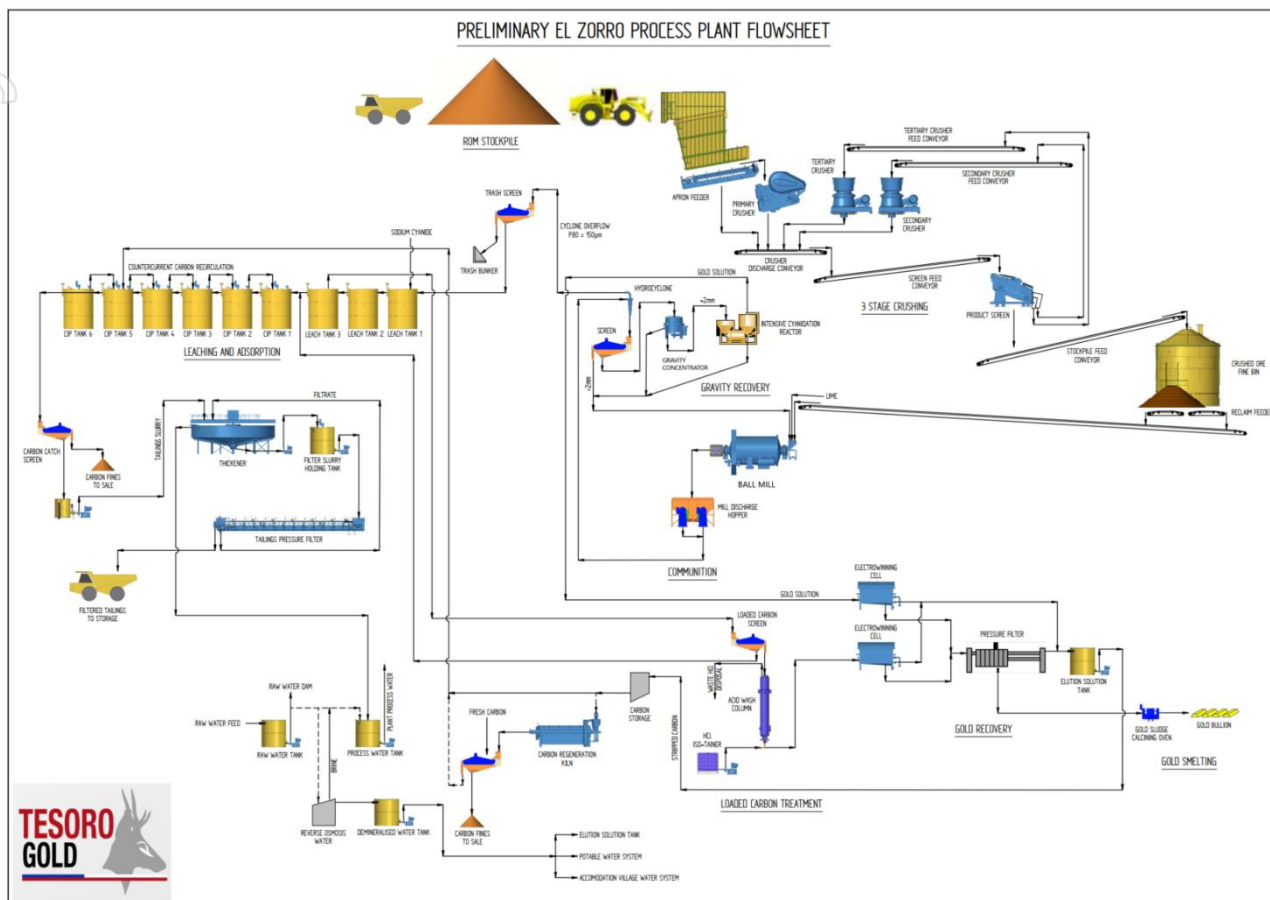 PRELIMINARY EL ZORRO PROCESS PLANT FLOWSHEET
ROM STOCKPILE
APRON FEEDER
PRIMARY
CRUSHER
TERTIARY
CRUSHER
TERTIARY CRUSHER
FEED CONVEYOR
SECONDARY CRUSHER
FEED CONVEYOR
SECONDARY
CRUSHER
CRUSHER
DISCHARGE CONVEYOR
SCREEN FEED
CONVEYOR
3 STAGE CRUSHING
PRODUCT SCREEN
STOCKPILE FEED
CONVEYOR
CRUSHED ORE
FINE BIN
RECLAIM FEEDER
TRASH SCREEN
TRASH BUNKER
CYCLONE OVERFLOW
P80 = 150µm
SODIUM CYANIDE
COUNTERCURRENT CARBON RECIRCULATION
CIP TANK 6
CIP TANK 5
CIP TANK 4
CIP TANK 3
CIP TANK 2
CIP TANK 1
LEACH TANK 3
LEACH TANK 2
LEACH TANK 1
LEACHING AND ADSORPTION
GOLD SOLUTION
HYDROCYCLONE
SCREEN
-2mm
+2mm
GRAVITY
CONCENTRATOR
INTENSIVE CYANIDATION
REACTOR
GRAVITY RECOVERY
LIME
BALL MILL
MILL DISCHARGE
HOPPER
COMMUNITION
CARBON CATCH
SCREEN
CARBON FINES
TO SALE
TAILINGS SLURRY
FILTRATE
THICKENER
FILTER SLURRY
HOLDING TANK
TAILINGS PRESSURE FILTER
FILTERED TAILINGS
TO STORAGE
GOLD SOLUTION
LOADED CARBON
SCREEN
WASTE HCl
DISPOSAL
ACID WASH
COLUMN
HCl
ISO-TAINER
LOADED CARBON TREATMENT
ELECTROWINNING
CELL
ELECTROWINNING
CELL
PRESSURE FILTER
ELUTION SOLUTION
TANK
GOLD RECOVERY
GOLD SLUDGE
CALCINING OVEN
GOLD BULLION
GOLD SMELTING
STRIPPED CARBON
CARBON
STORAGE
CARBON REGENERATION
KILN
FRESH CARBON
CARBON FINES
TO SALE
RAW WATER DAM
RAW WATER FEED
RAW WATER TANK
BRINE
PLANT PROCESS WATER
PROCESS WATER TANK
REVERSE OSMOSIS
WATER
DEMINERALISED WATER TANK
ELUTION SOLUTION TANK
POTABLE WATER SYSTEM
ACCOMODATION VILLAGE WATER SYSTEM
TESORO
GOLD